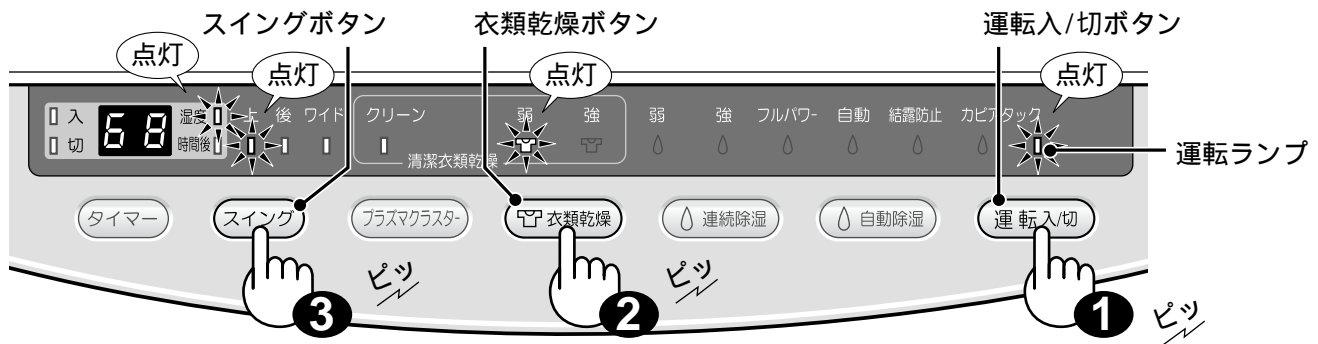 スイングボタン 衣類乾燥ボタン 運転入/切ボタン
点灯 点灯 点灯 点灯
入 68 湿度 上 後 ワイド クリーン 弱 強 弱 強 フルパワー 自動 結露防止 カビアタック
切 時間後 清潔衣類乾燥 運転ランプ
タイマー スイング プラズマクラスター 衣類乾燥 連続除湿 自動除湿 運転入/切
ピッ ピッ ピッ
3 2 1